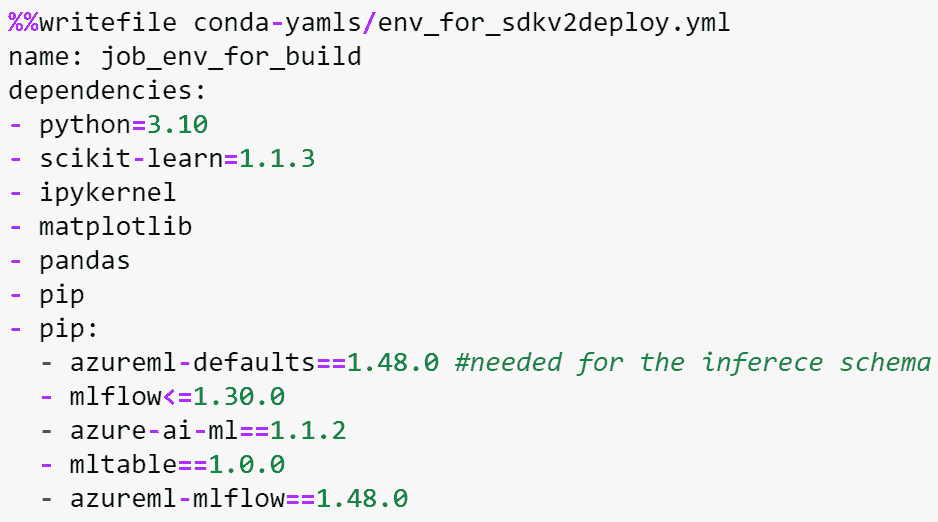 %%writefile conda-yamls/env_for_sdkv2deploy.yml
name: job_env_for_build
dependencies:
- python=3.10
- scikit-learn=1.1.3
- ipykernel
- matplotlib
- pandas
- pip
- pip:
  - azureml-defaults==1.48.0 #needed for the inferece schema
  - mlflow<=1.30.0
  - azure-ai-ml==1.1.2
  - mltable==1.0.0
  - azureml-mlflow==1.48.0